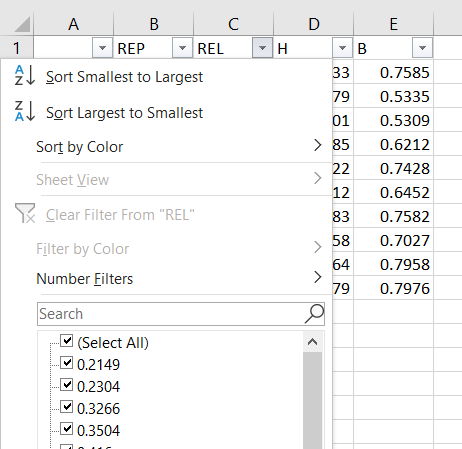 A B C D E
1 REP REL H B
Sort Smallest to Largest 33 0.7585
79 0.5335
Sort Largest to Smallest 01 0.5309
Sort by Color 85 0.6212
22 0.7428
Sheet View 12 0.6452
Clear Filter From "REL" 83 0.7582
Filter by Color 58 0.7027
Number Filters 64 0.7958
79 0.7976
Search
(Select All)
0.2149
0.2304
0.3266
0.3504
0.416